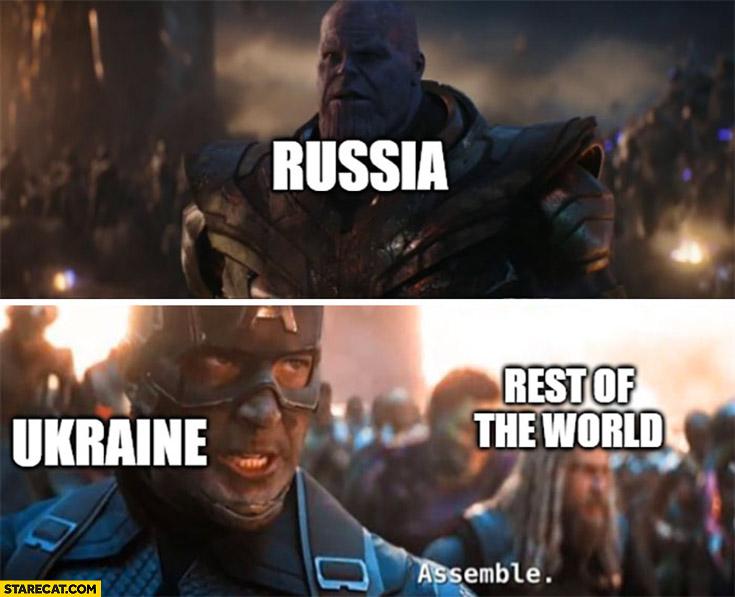 RUSSIA
UKRAINE
REST OF
THE WORLD
Assemble.
STARECAT.COM